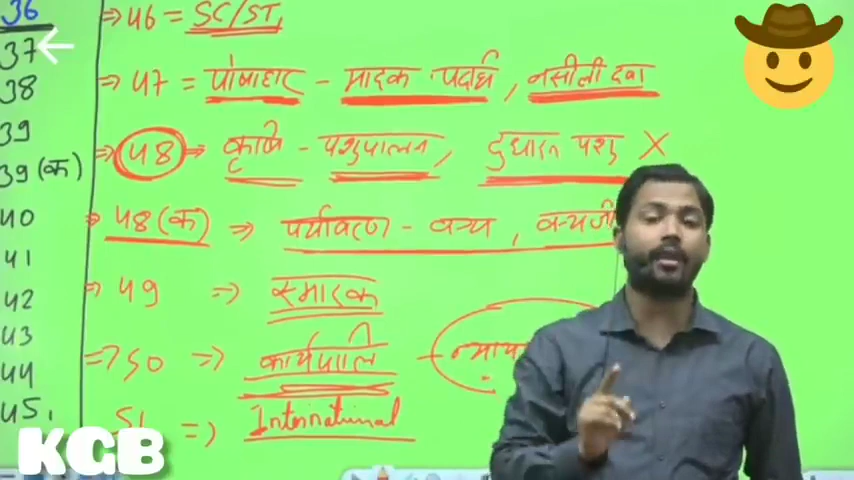 36
37
38
39
39 (क)
40
41
42
43
44
45
⇒ 46 = SC/ST,
⇒ 47 = पोषाहार - मादक पदार्थ, नसीली दवा
⇒ 48 ⇒ कृषि - पशुपालन, दुधारू पशु X
48 (क) ⇒ पर्यावरण - वन्य, वन्यजी
⇒ 49 ⇒ स्मारक
⇒ 50 ⇒ कार्यपालि - न्याय
51 ⇒ International
KGB